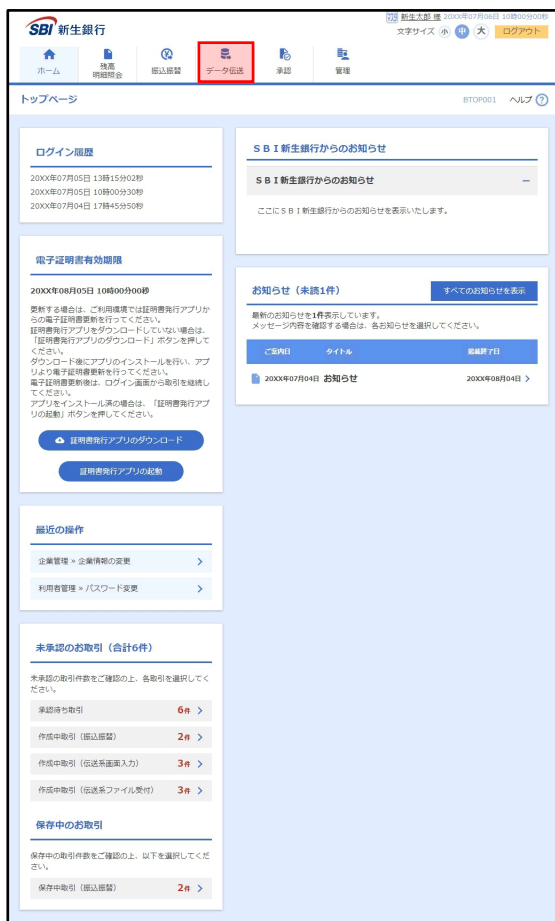 SBI 新生銀行
新生太郎 様 20XX年07月06日 10時00分00秒
文字サイズ 小 中 大 ログアウト
ホーム
残高
明細照会
振込振替
データ伝送
承認
管理
トップページ
BTOP001 ヘルプ ?
ログイン履歴
20XX年07月05日 13時15分02秒
20XX年07月05日 10時00分30秒
20XX年07月04日 17時45分50秒
電子証明書有効期限
20XX年08月05日 10時00分00秒
更新する場合は、ご利用環境では証明書発行アプリか
らの電子証明書更新を行ってください。
証明書発行アプリをダウンロードしていない場合は、
「証明書発行アプリのダウンロード」ボタンを押して
ください。
ダウンロード後にアプリのインストールを行い、アプ
リより電子証明書更新を行ってください。
電子証明書更新後は、ログイン画面から取引を継続し
てください。
アプリをインストール済の場合は、「証明書発行アプ
リの起動」ボタンを押してください。
証明書発行アプリのダウンロード
証明書発行アプリの起動
最近の操作
企業管理 » 企業情報の変更
利用者管理 » パスワード変更
未承認のお取引（合計6件）
未承認の取引件数をご確認の上、各取引を選択してく
ださい。
承認待ち取引 6件
作成中取引（振込振替） 2件
作成中取引（伝送系画面入力） 3件
作成中取引（伝送系ファイル受付） 3件
保存中のお取引
保存中の取引件数をご確認の上、以下を選択してくだ
さい。
保存中取引（振込振替） 2件
ＳＢＩ新生銀行からのお知らせ
ＳＢＩ新生銀行からのお知らせ
ここにＳＢＩ新生銀行からのお知らせを表示いたします。
お知らせ（未読1件）
すべてのお知らせを表示
最新のお知らせを1件表示しています。
メッセージ内容を確認する場合は、各お知らせを選択してください。
ご案内日 タイトル 掲載終了日
20XX年07月04日 お知らせ 20XX年08月04日